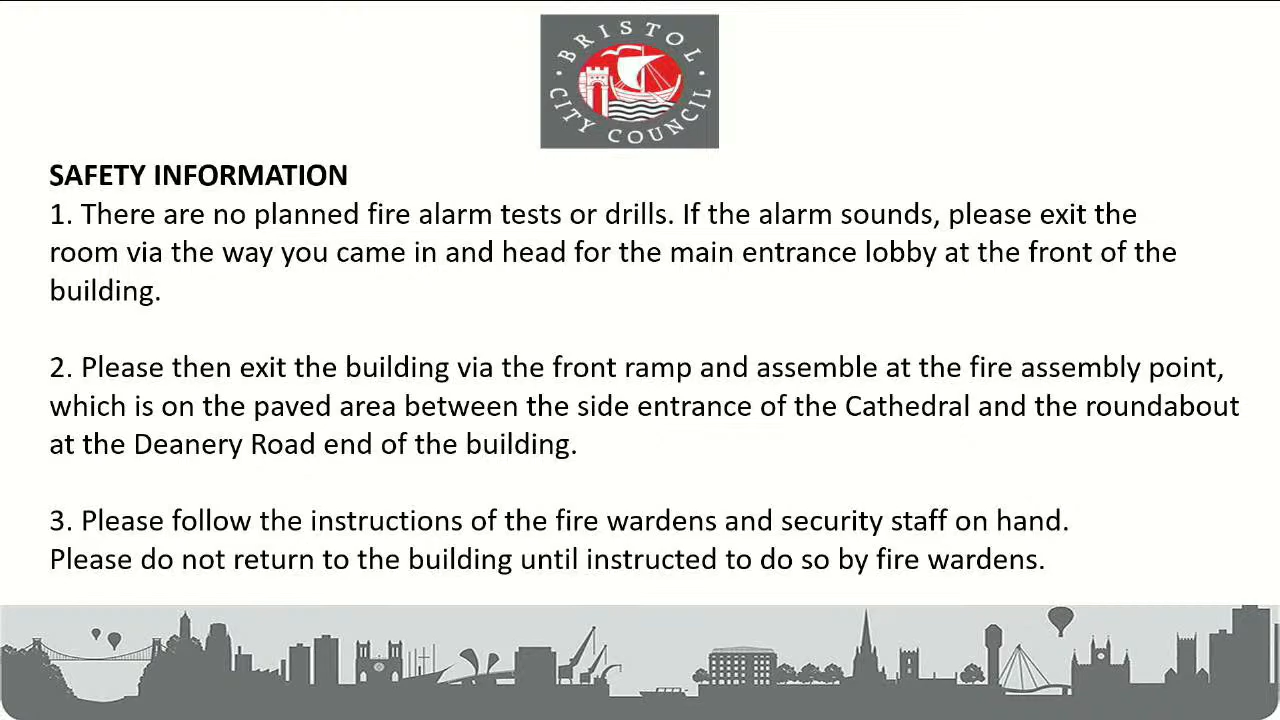 BRISTOL
CITY COUNCIL
SAFETY INFORMATION
1. There are no planned fire alarm tests or drills. If the alarm sounds, please exit the
room via the way you came in and head for the main entrance lobby at the front of the
building.
2. Please then exit the building via the front ramp and assemble at the fire assembly point,
which is on the paved area between the side entrance of the Cathedral and the roundabout
at the Deanery Road end of the building.
3. Please follow the instructions of the fire wardens and security staff on hand.
Please do not return to the building until instructed to do so by fire wardens.